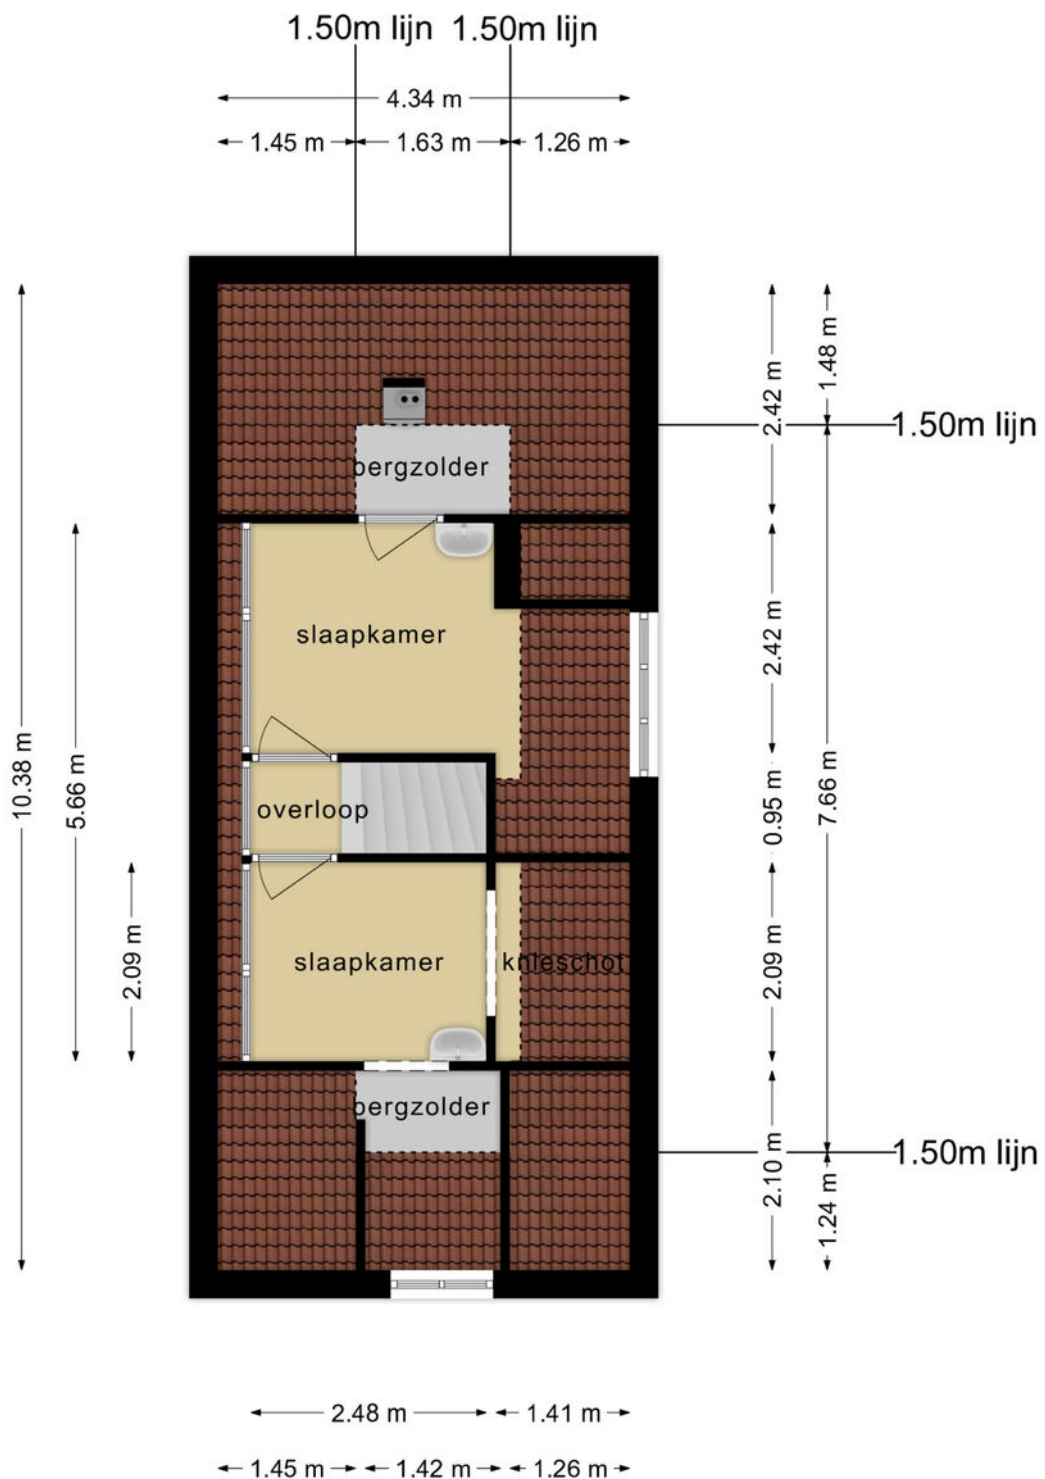 1.50m lijn 1.50m lijn
4.34 m
1.45 m 1.63 m 1.26 m
1.48 m
2.42 m
1.50m lijn
bergzolder
slaapkamer
2.42 m
10.38 m
5.66 m
overloop
0.95 m
7.66 m
2.09 m
slaapkamer
knieschot
2.09 m
bergzolder
2.10 m
1.50m lijn
1.24 m
2.48 m 1.41 m
1.45 m 1.42 m 1.26 m